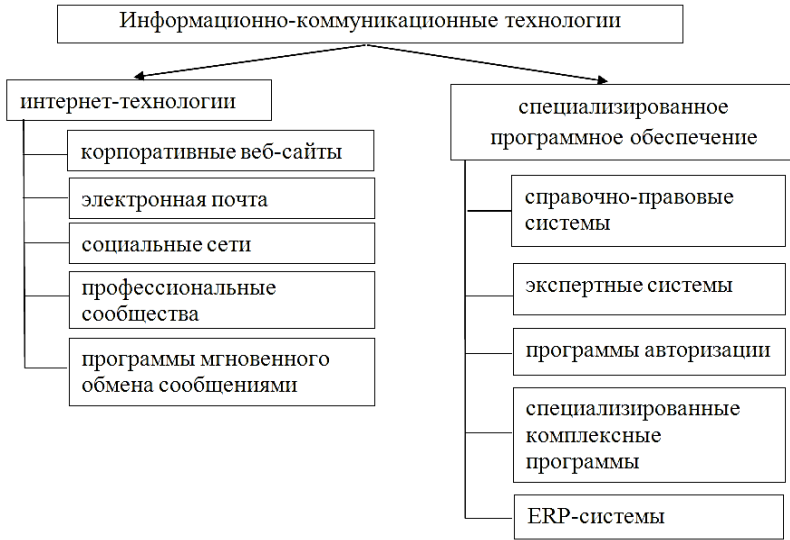 Информационно-коммуникационные технологии
интернет-технологии
корпоративные веб-сайты
электронная почта
социальные сети
профессиональные
сообщества
программы мгновенного
обмена сообщениями
специализированное
программное обеспечение
справочно-правовые
системы
экспертные системы
программы авторизации
специализированные
комплексные
программы
ERP-системы